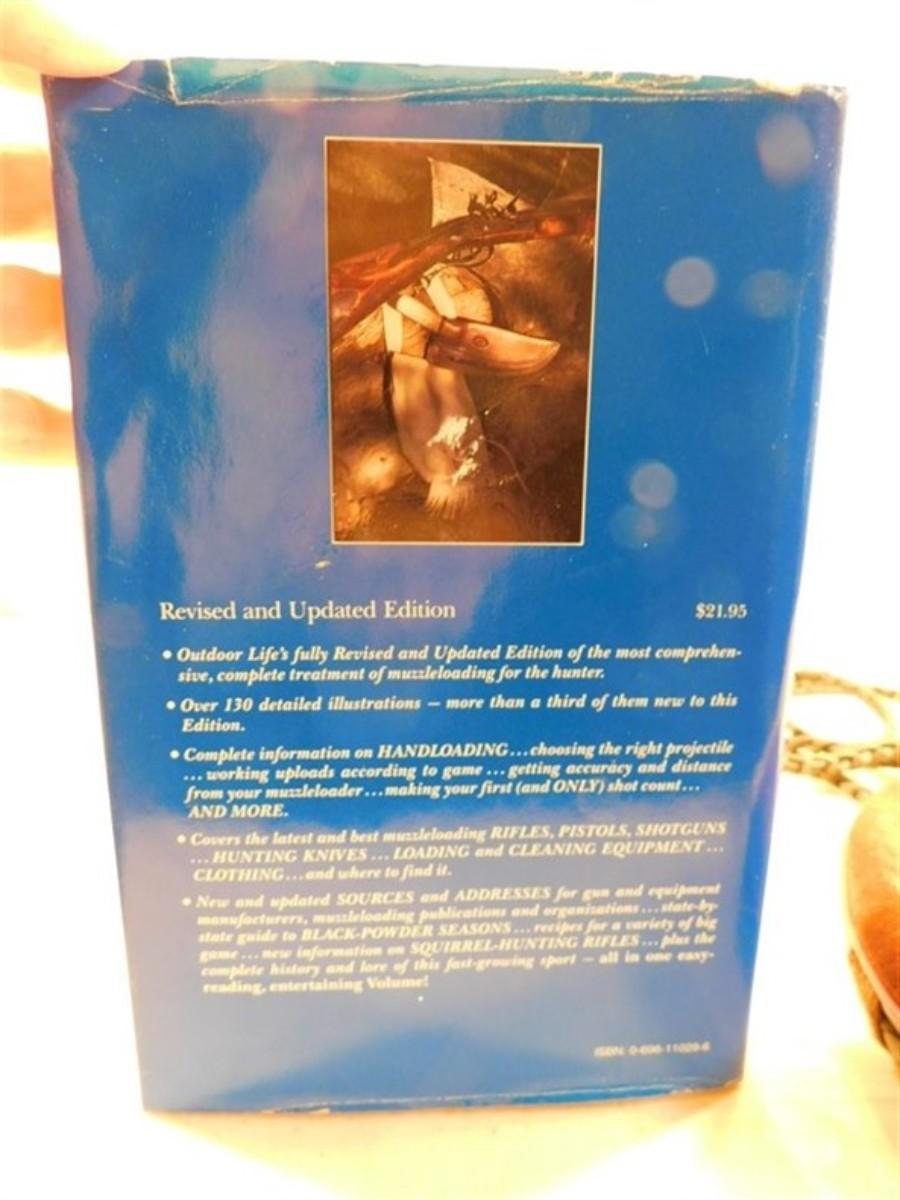 Revised and Updated Edition
$21.95
• Outdoor Life's fully Revised and Updated Edition of the most comprehen-
sive, complete treatment of muzzleloading for the hunter.
• Over 130 detailed illustrations — more than a third of them new to this
Edition.
• Complete information on HANDLOADING...choosing the right projectile
... working uploads according to game ... getting accuracy and distance
from your muzzleloader...making your first (and ONLY) shot count...
AND MORE.
• Covers the latest and best muzzleloading RIFLES, PISTOLS, SHOTGUNS
... HUNTING KNIVES ... LOADING and CLEANING EQUIPMENT...
CLOTHING...and where to find it.
• New and updated SOURCES and ADDRESSES for gun and equipment
manufacturers, muzzleloading publications and organizations...state-by-
state guide to BLACK-POWDER SEASONS...recipes for a variety of big
game...new information on SQUIRREL-HUNTING RIFLES...plus the
complete history and lore of this fast-growing sport — all in one easy-
reading, entertaining Volume!
ISBN: 0-696-11029-6